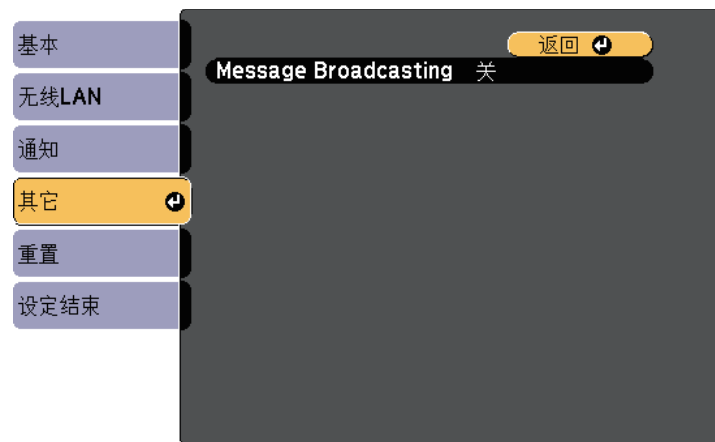 基本
无线LAN
通知
其它
重置
设定结束
返回
Message Broadcasting 关